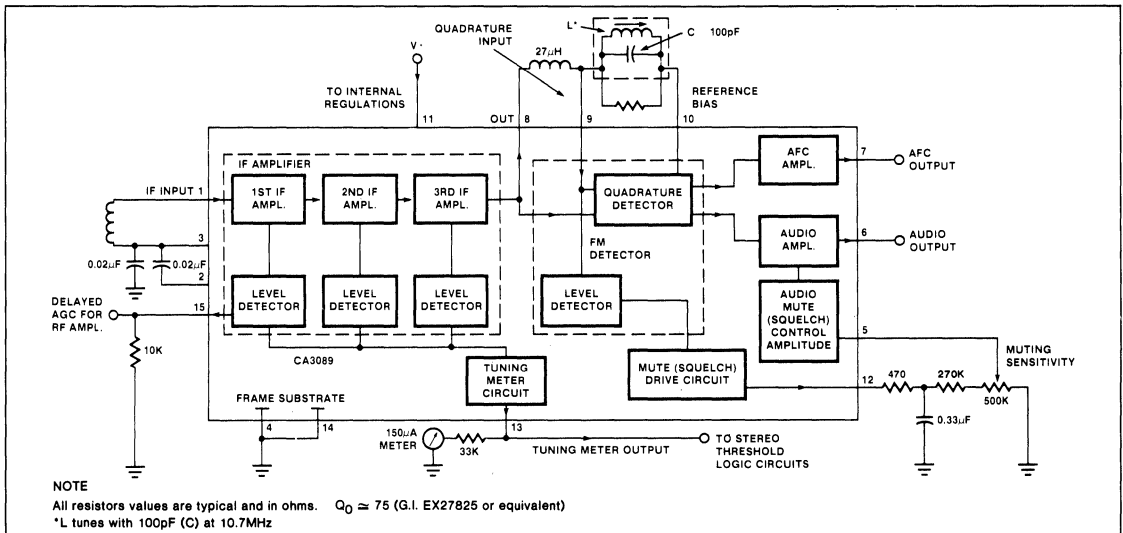 QUADRATURE
INPUT
L*
C 100pF
27µH
V+
TO INTERNAL
REGULATIONS
REFERENCE
BIAS
11
OUT 8
9
10
IF AMPLIFIER
IF INPUT 1
1ST IF
AMPL.
2ND IF
AMPL.
3RD IF
AMPL.
QUADRATURE
DETECTOR
AFC
AMPL.
7
AFC
OUTPUT
AUDIO
AMPL.
6
AUDIO
OUTPUT
3
0.02µF
0.02µF
2
FM
DETECTOR
LEVEL
DETECTOR
LEVEL
DETECTOR
LEVEL
DETECTOR
LEVEL
DETECTOR
AUDIO
MUTE
(SQUELCH)
CONTROL
AMPLITUDE
5
MUTING
SENSITIVITY
DELAYED
AGC FOR
RF AMPL.
15
10K
CA3089
TUNING
METER
CIRCUIT
MUTE (SQUELCH)
DRIVE CIRCUIT
12
470
270K
500K
0.33µF
FRAME SUBSTRATE
4
14
13
150µA
METER
33K
TUNING METER OUTPUT
TO STEREO
THRESHOLD
LOGIC CIRCUITS
NOTE
All resistors values are typical and in ohms. QO ≃ 75 (G.I. EX27825 or equivalent)
*L tunes with 100pF (C) at 10.7MHz